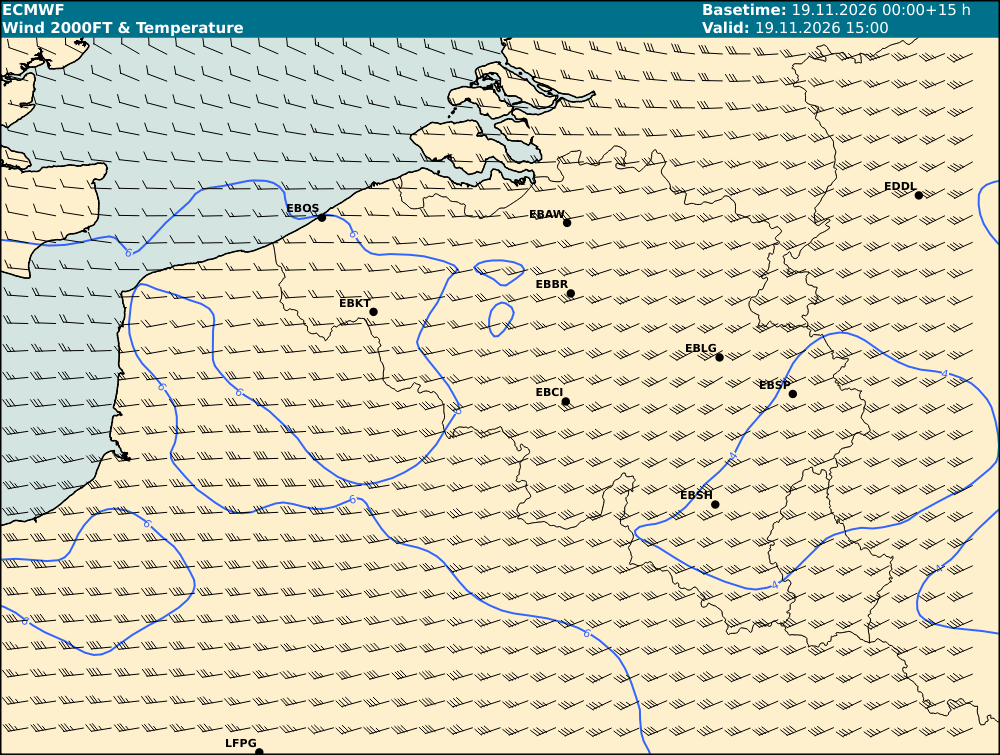 ECMWF
Wind 2000FT & Temperature
Basetime: 19.11.2026 00:00+15 h
Valid: 19.11.2026 15:00
EDDL
EBOS
EBAW
6
6
EBBR
EBKT
EBLG
4
EBSP
6
6
EBCI
6
4
EBSH
6
6
4
4
6
6
LFPG